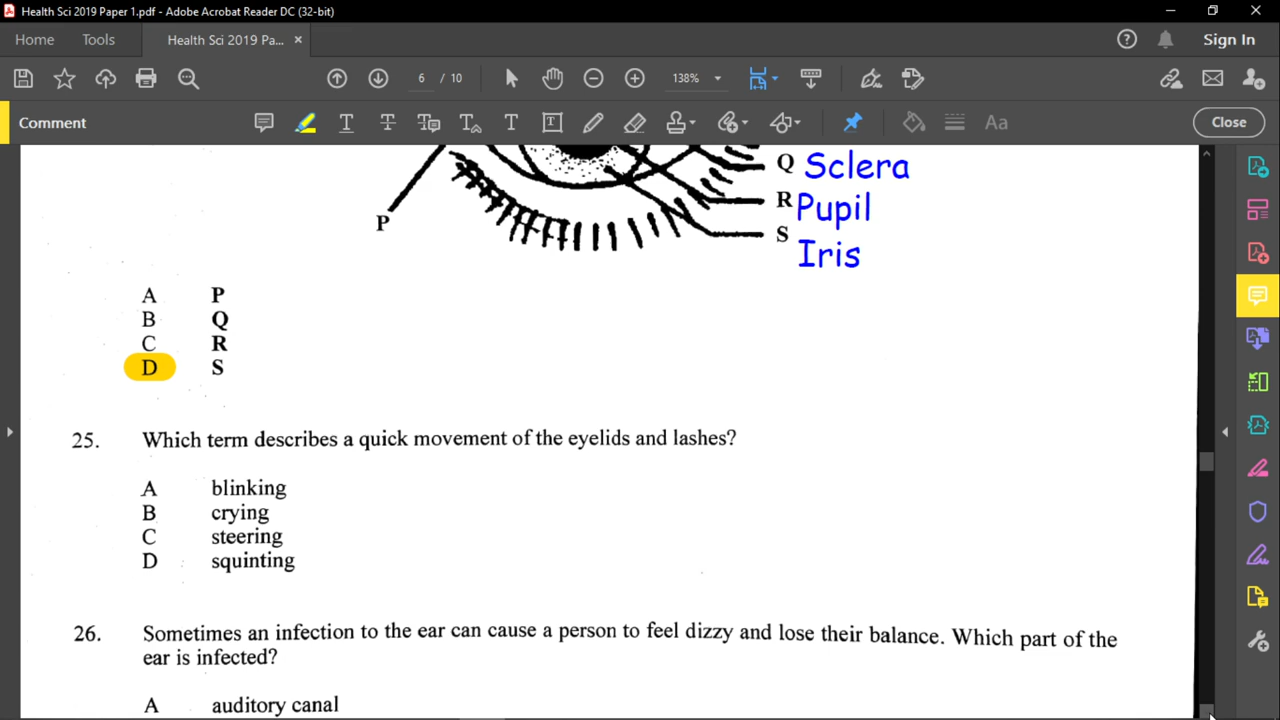 Health Sci 2019 Paper 1.pdf - Adobe Acrobat Reader DC (32-bit)
Home Tools Health Sci 2019 Pa... × Sign In
6 / 10 138%
Comment T T T T T T Aa Close
Q Sclera
R Pupil
P
S
Iris
A P
B Q
C R
D S
25. Which term describes a quick movement of the eyelids and lashes?
A blinking
B crying
C steering
D squinting
26. Sometimes an infection to the ear can cause a person to feel dizzy and lose their balance. Which part of the
ear is infected?
A auditory canal